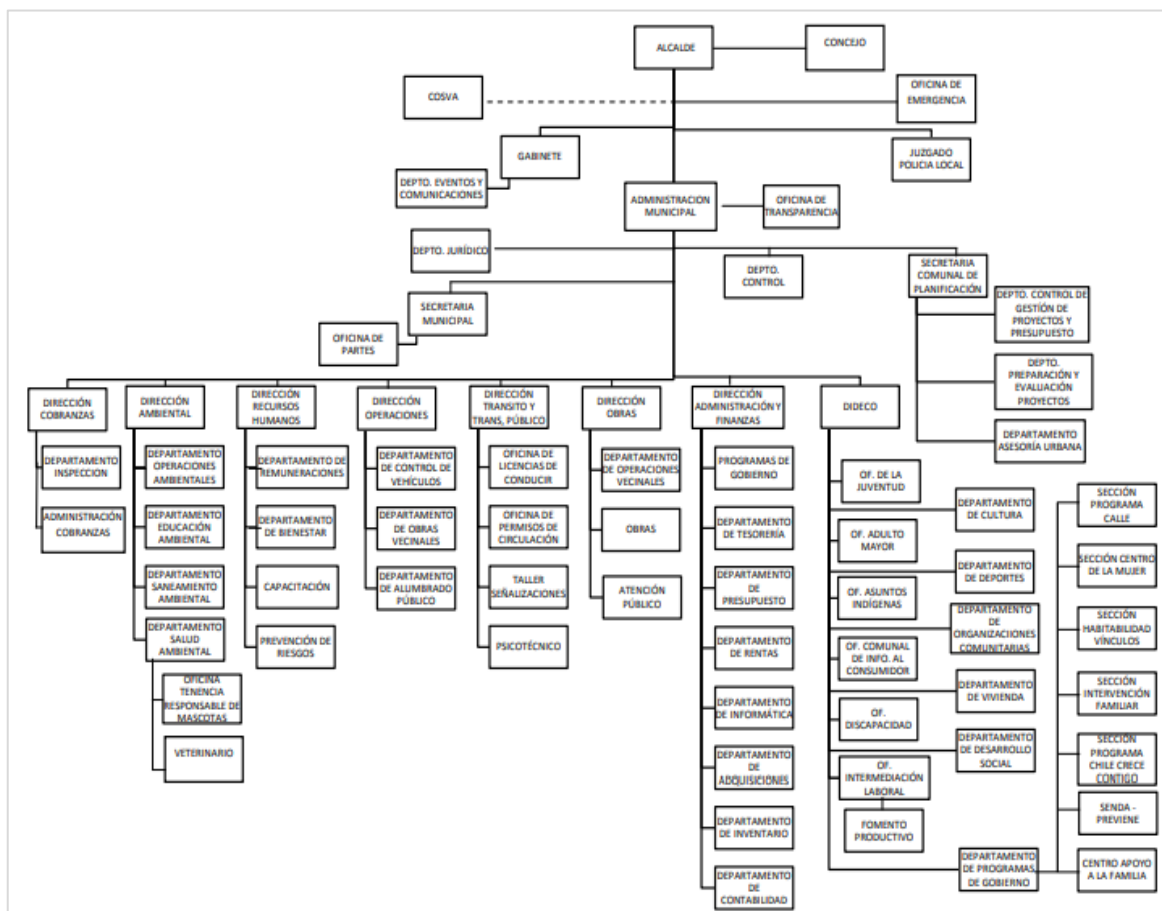 ALCALDE
CONCEJO
COSVA
OFICINA DE
EMERGENCIA
GABINETE
JUZGADO
POLICIA LOCAL
DEPTO. EVENTOS Y
COMUNICACIONES
ADMINISTRACION
MUNICIPAL
OFICINA DE
TRANSPARENCIA
DEPTO. JURÍDICO
DEPTO.
CONTROL
SECRETARIA
COMUNAL DE
PLANIFICACIÓN
DEPTO. CONTROL DE
GESTÍÓN DE
PROYECTOS Y
PRESUPUESTO
SECRETARIA
MUNICIPAL
OFICINA DE
PARTES
DEPTO.
PREPARACIÓN Y
EVALUACIÓN
PROYECTOS
DEPARTAMENTO
ASESORÍA URBANA
DIRECCIÓN
COBRANZAS
DIRECCIÓN
AMBIENTAL
DIRECCIÓN
RECURSOS
HUMANOS
DIRECCIÓN
OPERACIONES
DIRECCIÓN
TRANSITO Y
TRANS, PÚBLICO
DIRECCIÓN
OBRAS
DIRECCIÓN
ADMINISTRACIÓN Y
FINANZAS
DIDECO
DEPARTAMENTO
INSPECCION
ADMINISTRACIÓN
COBRANZAS
DEPARTAMENTO
OPERACIONES
AMBIENTALES
DEPARTAMENTO
EDUCACIÓN
AMBIENTAL
DEPARTAMENTO
SANEAMIENTO
AMBIENTAL
DEPARTAMENTO
SALUD
AMBIENTAL
OFICINA
TENENCIA
RESPONSABLE DE
MASCOTAS
VETERINARIO
DEPARTAMENTO DE
REMUNERACIONES
DEPARTAMENTO
DE BIENESTAR
CAPACITACIÓN
PREVENCIÓN DE
RIESGOS
DEPARTAMENTO
DE CONTROL DE
VEHÍCULOS
DEPARTAMENTO
DE OBRAS
VECINALES
DEPARTAMENTO
DE ALUMBRADO
PÚBLICO
OFICINA DE
LICENCIAS DE
CONDUCIR
OFICINA DE
PERMISOS DE
CIRCULACIÓN
TALLER
SEÑALIZACIONES
PSICOTÉCNICO
DEPARTAMENTO
DE OPERACIONES
VECINALES
OBRAS
ATENCIÓN
PÚBLICO
PROGRAMAS DE
GOBIERNO
DEPARTAMENTO
DE TESORERÍA
DEPARTAMENTO
DE
PRESUPUESTO
DEPARTAMENTO
DE RENTAS
DEPARTAMENTO
DE INFORMÁTICA
DEPARTAMENTO
DE
ADQUISICIONES
DEPARTAMENTO
DE INVENTARIO
DEPARTAMENTO
DE
CONTABILIDAD
OF. DE LA
JUVENTUD
OF. ADULTO
MAYOR
OF. ASUNTOS
INDÍGENAS
OF. COMUNAL
DE INFO. AL
CONSUMIDOR
OF.
DISCAPACIDAD
OF.
INTERMEDIACIÓN
LABORAL
FOMENTO
PRODUCTIVO
DEPARTAMENTO
DE CULTURA
DEPARTAMENTO
DE DEPORTES
DEPARTAMENTO
DE
ORGANIZACIIONES
COMUNITARIAS
DEPARTAMENTO
DE VIVIENDA
DEPARTAMENTO
DE DESARROLLO
SOCIAL
DEPARTAMENTO
DE PROGRAMAS
DE GOBIERNO
SECCIÓN
PROGRAMA
CALLE
SECCIÓN CENTRO
DE LA MUJER
SECCIÓN
HABITABILIDAD
VÍNCULOS
SECCIÓN
INTERVENCIÓN
FAMILIAR
SECCIÓN
PROGRAMA
CHILE CRECE
CONTIGO
SENDA -
PREVIENE
CENTRO APOYO
A LA FAMILIA